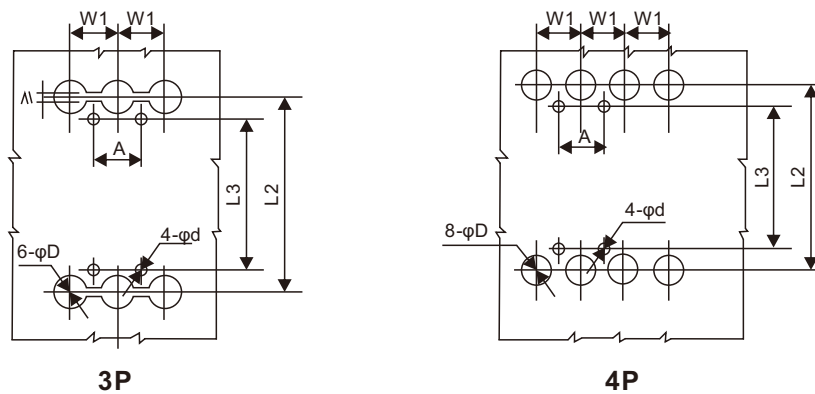 W1 W1
W1 W1 W1
≥
A
L3
L2
4-φd
6-φD
3P
A
L3
L2
4-φd
8-φD
4P